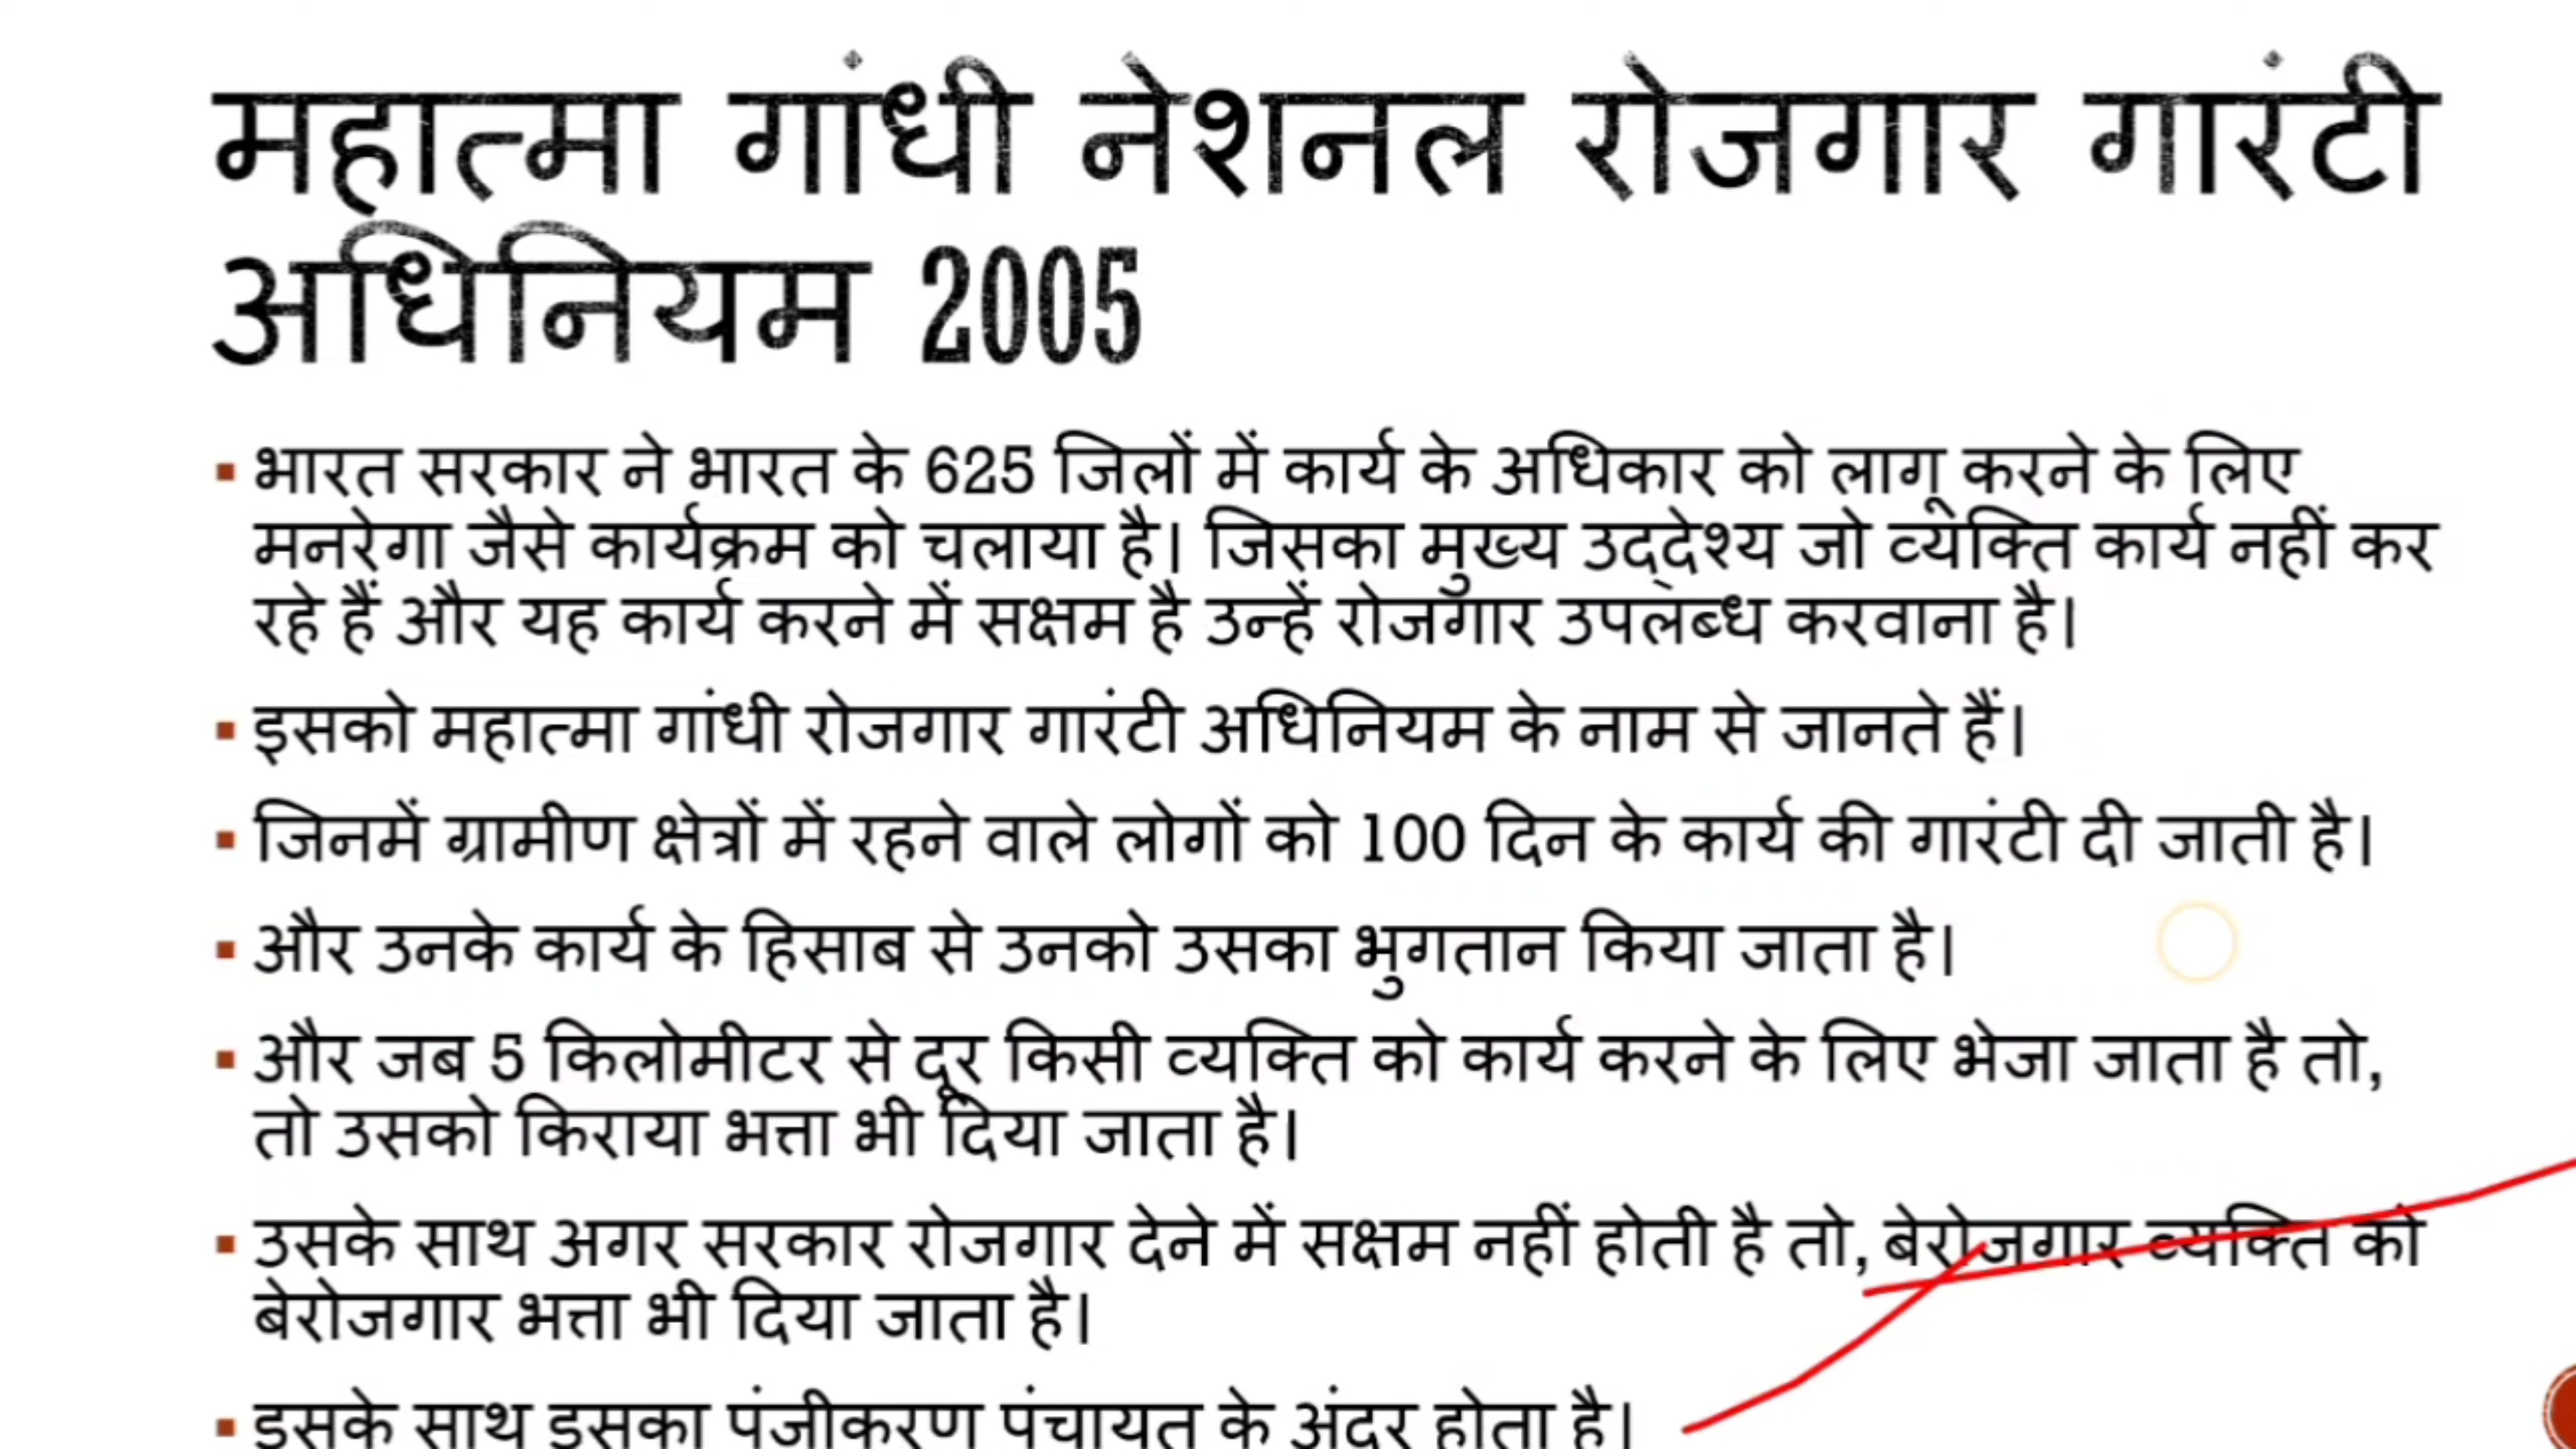 महात्मा गांधी नेशनल रोजगार गारंटी
अधिनियम 2005
▪ भारत सरकार ने भारत के 625 जिलों में कार्य के अधिकार को लागू करने के लिए
मनरेगा जैसे कार्यक्रम को चलाया है। जिसका मुख्य उद्देश्य जो व्यक्ति कार्य नहीं कर
रहे हैं और यह कार्य करने में सक्षम है उन्हें रोजगार उपलब्ध करवाना है।
▪ इसको महात्मा गांधी रोजगार गारंटी अधिनियम के नाम से जानते हैं।
▪ जिनमें ग्रामीण क्षेत्रों में रहने वाले लोगों को 100 दिन के कार्य की गारंटी दी जाती है।
▪ और उनके कार्य के हिसाब से उनको उसका भुगतान किया जाता है।
▪ और जब 5 किलोमीटर से दूर किसी व्यक्ति को कार्य करने के लिए भेजा जाता है तो,
तो उसको किराया भत्ता भी दिया जाता है।
▪ उसके साथ अगर सरकार रोजगार देने में सक्षम नहीं होती है तो, बेरोजगार व्यक्ति को
बेरोजगार भत्ता भी दिया जाता है।
▪ इसके साथ इसका पंजीकरण पंचायत के अंदर होता है।